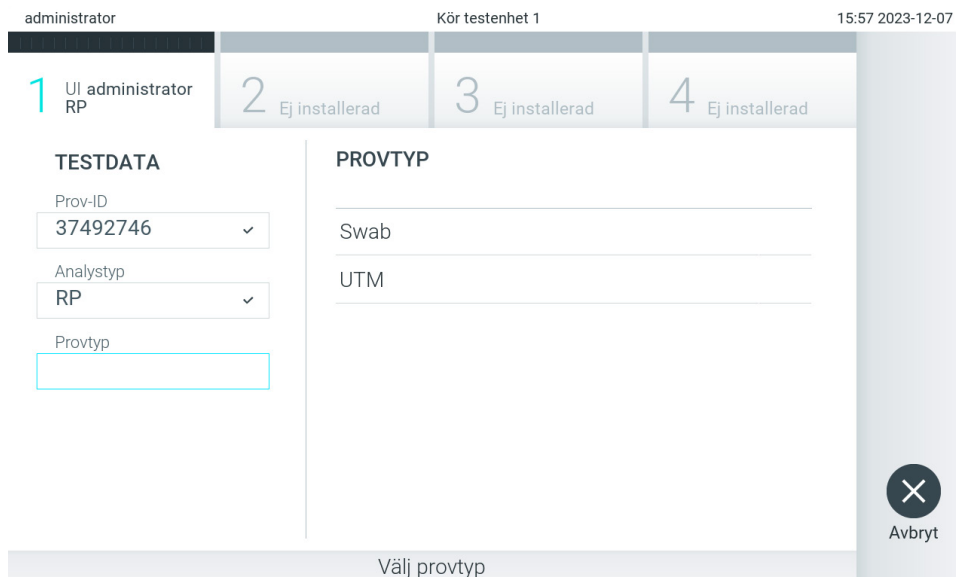 administrator Kör testenhet 1 15:57 2023-12-07
1 UI administrator
RP
2 Ej installerad
3 Ej installerad
4 Ej installerad
TESTDATA
Prov-ID
37492746
Analystyp
RP
Provtyp
PROVTYP
Swab
UTM
Avbryt
Välj provtyp